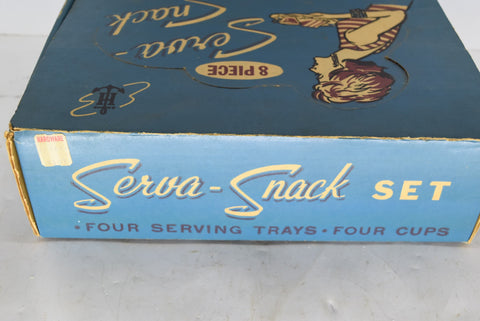 Serva-
Snack
8 PIECE
H
Serva-Snack SET
• FOUR SERVING TRAYS • FOUR CUPS